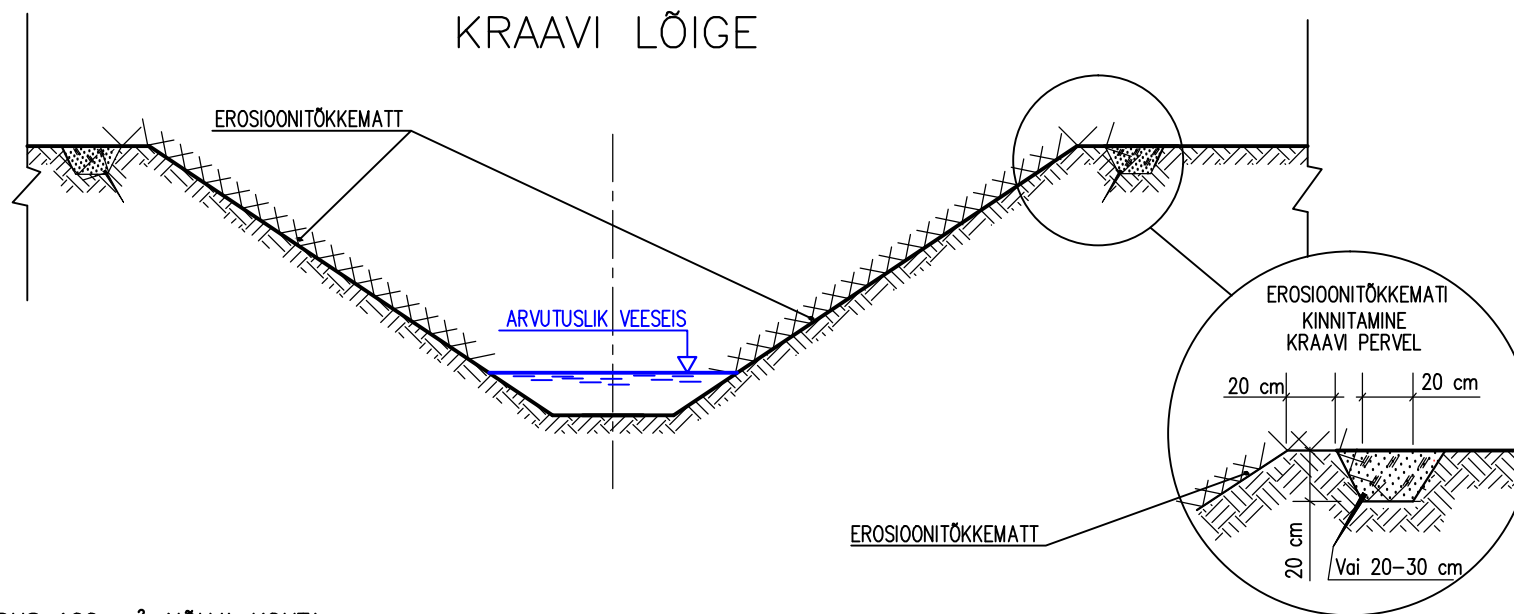 KRAAVI LÕIGE
EROSIOONITÕKKEMATT
ARVUTUSLIK VEESEIS
EROSIOONITÕKKEMATI
KINNITAMINE
KRAAVI PERVEL
20 cm
20 cm
EROSIOONITÕKKEMATT
20 cm
Vai 20-30 cm